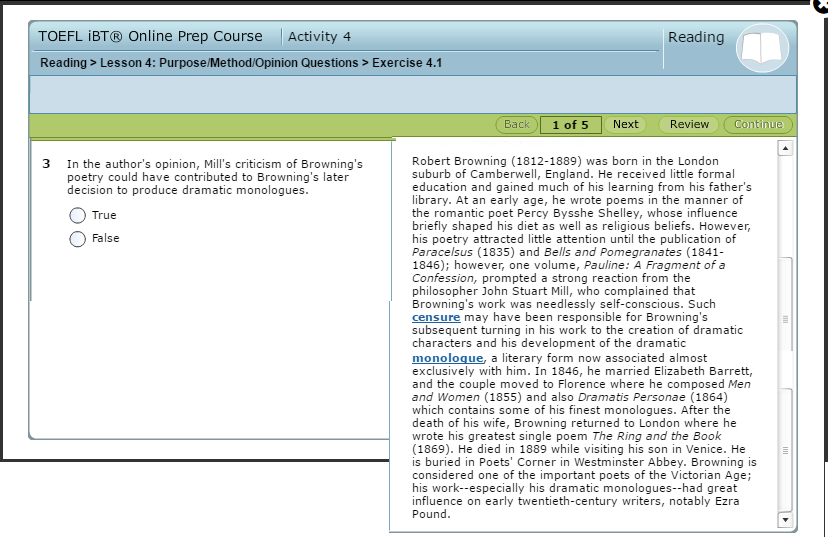 TOEFL iBT® Online Prep Course Activity 4 Reading
Reading > Lesson 4: Purpose/Method/Opinion Questions > Exercise 4.1
Back 1 of 5 Next Review Continue
3 In the author's opinion, Mill's criticism of Browning's
poetry could have contributed to Browning's later
decision to produce dramatic monologues.
True
False
Robert Browning (1812-1889) was born in the London
suburb of Camberwell, England. He received little formal
education and gained much of his learning from his father's
library. At an early age, he wrote poems in the manner of
the romantic poet Percy Bysshe Shelley, whose influence
briefly shaped his diet as well as religious beliefs. However,
his poetry attracted little attention until the publication of
Paracelsus (1835) and Bells and Pomegranates (1841-
1846); however, one volume, Pauline: A Fragment of a
Confession, prompted a strong reaction from the
philosopher John Stuart Mill, who complained that
Browning's work was needlessly self-conscious. Such
censure may have been responsible for Browning's
subsequent turning in his work to the creation of dramatic
characters and his development of the dramatic
monologue, a literary form now associated almost
exclusively with him. In 1846, he married Elizabeth Barrett,
and the couple moved to Florence where he composed Men
and Women (1855) and also Dramatis Personae (1864)
which contains some of his finest monologues. After the
death of his wife, Browning returned to London where he
wrote his greatest single poem The Ring and the Book
(1869). He died in 1889 while visiting his son in Venice. He
is buried in Poets' Corner in Westminster Abbey. Browning is
considered one of the important poets of the Victorian Age;
his work--especially his dramatic monologues--had great
influence on early twentieth-century writers, notably Ezra
Pound.